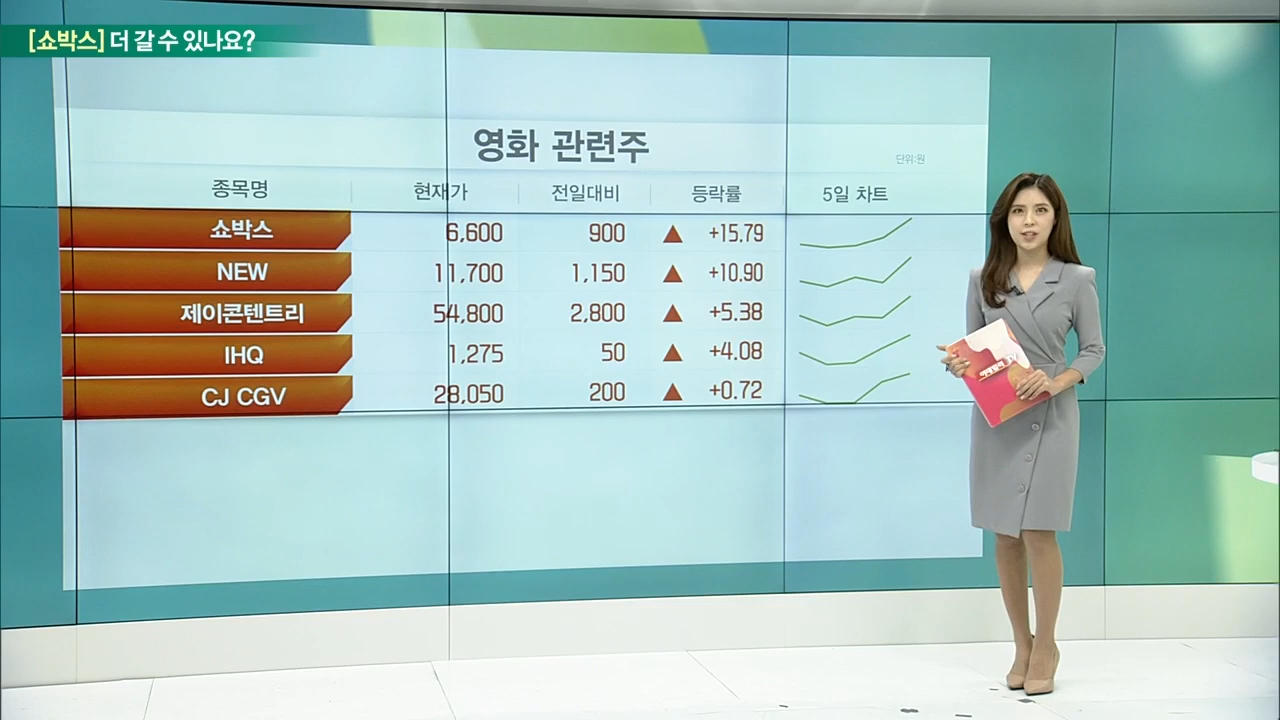 [쇼박스] 더 갈 수 있나요?
영화 관련주
단위:원
종목명 현재가 전일대비 등락률 5일 차트
쇼박스 6,600 900 ▲ +15.79
NEW 11,700 1,150 ▲ +10.90
제이콘텐트리 54,800 2,800 ▲ +5.38
IHQ 1,275 50 ▲ +4.08
CJ CGV 28,050 200 ▲ +0.72